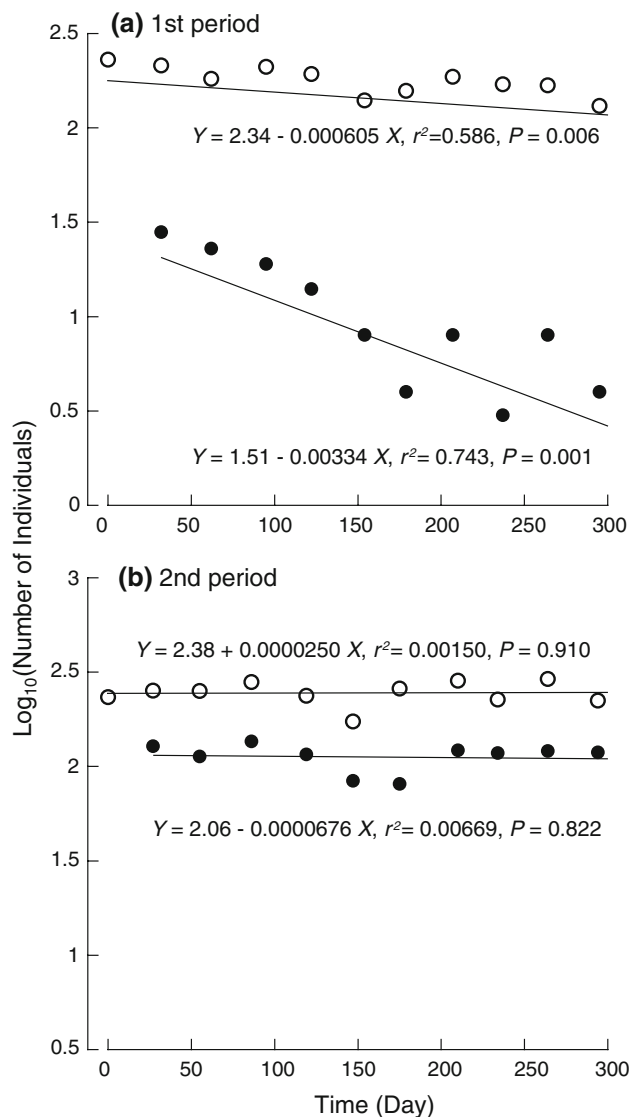 (a) 1st period
2.5
2
1.5
1
0.5
0
Y = 2.34 - 0.000605 X, r²=0.586, P = 0.006
Y = 1.51 - 0.00334 X, r²= 0.743, P = 0.001
0 50 100 150 200 250 300
Log₁₀(Number of Individuals)
(b) 2nd period
3
2.5
2
1.5
1
0.5
Y = 2.38 + 0.0000250 X, r²= 0.00150, P = 0.910
Y = 2.06 - 0.0000676 X, r²= 0.00669, P = 0.822
0 50 100 150 200 250 300
Time (Day)